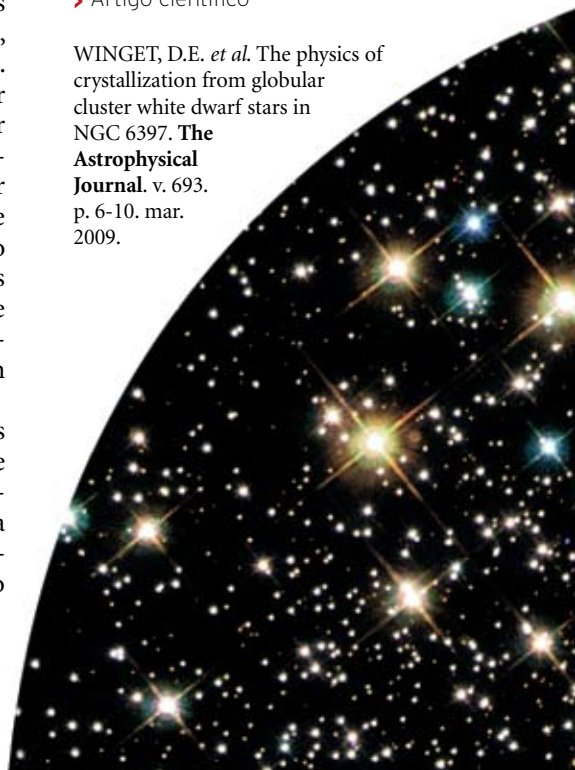 > Artigo científico
WINGET, D.E. et al. The physics of
crystallization from globular
cluster white dwarf stars in
NGC 6397. The
Astrophysical
Journal. v. 693.
p. 6-10. mar.
2009.